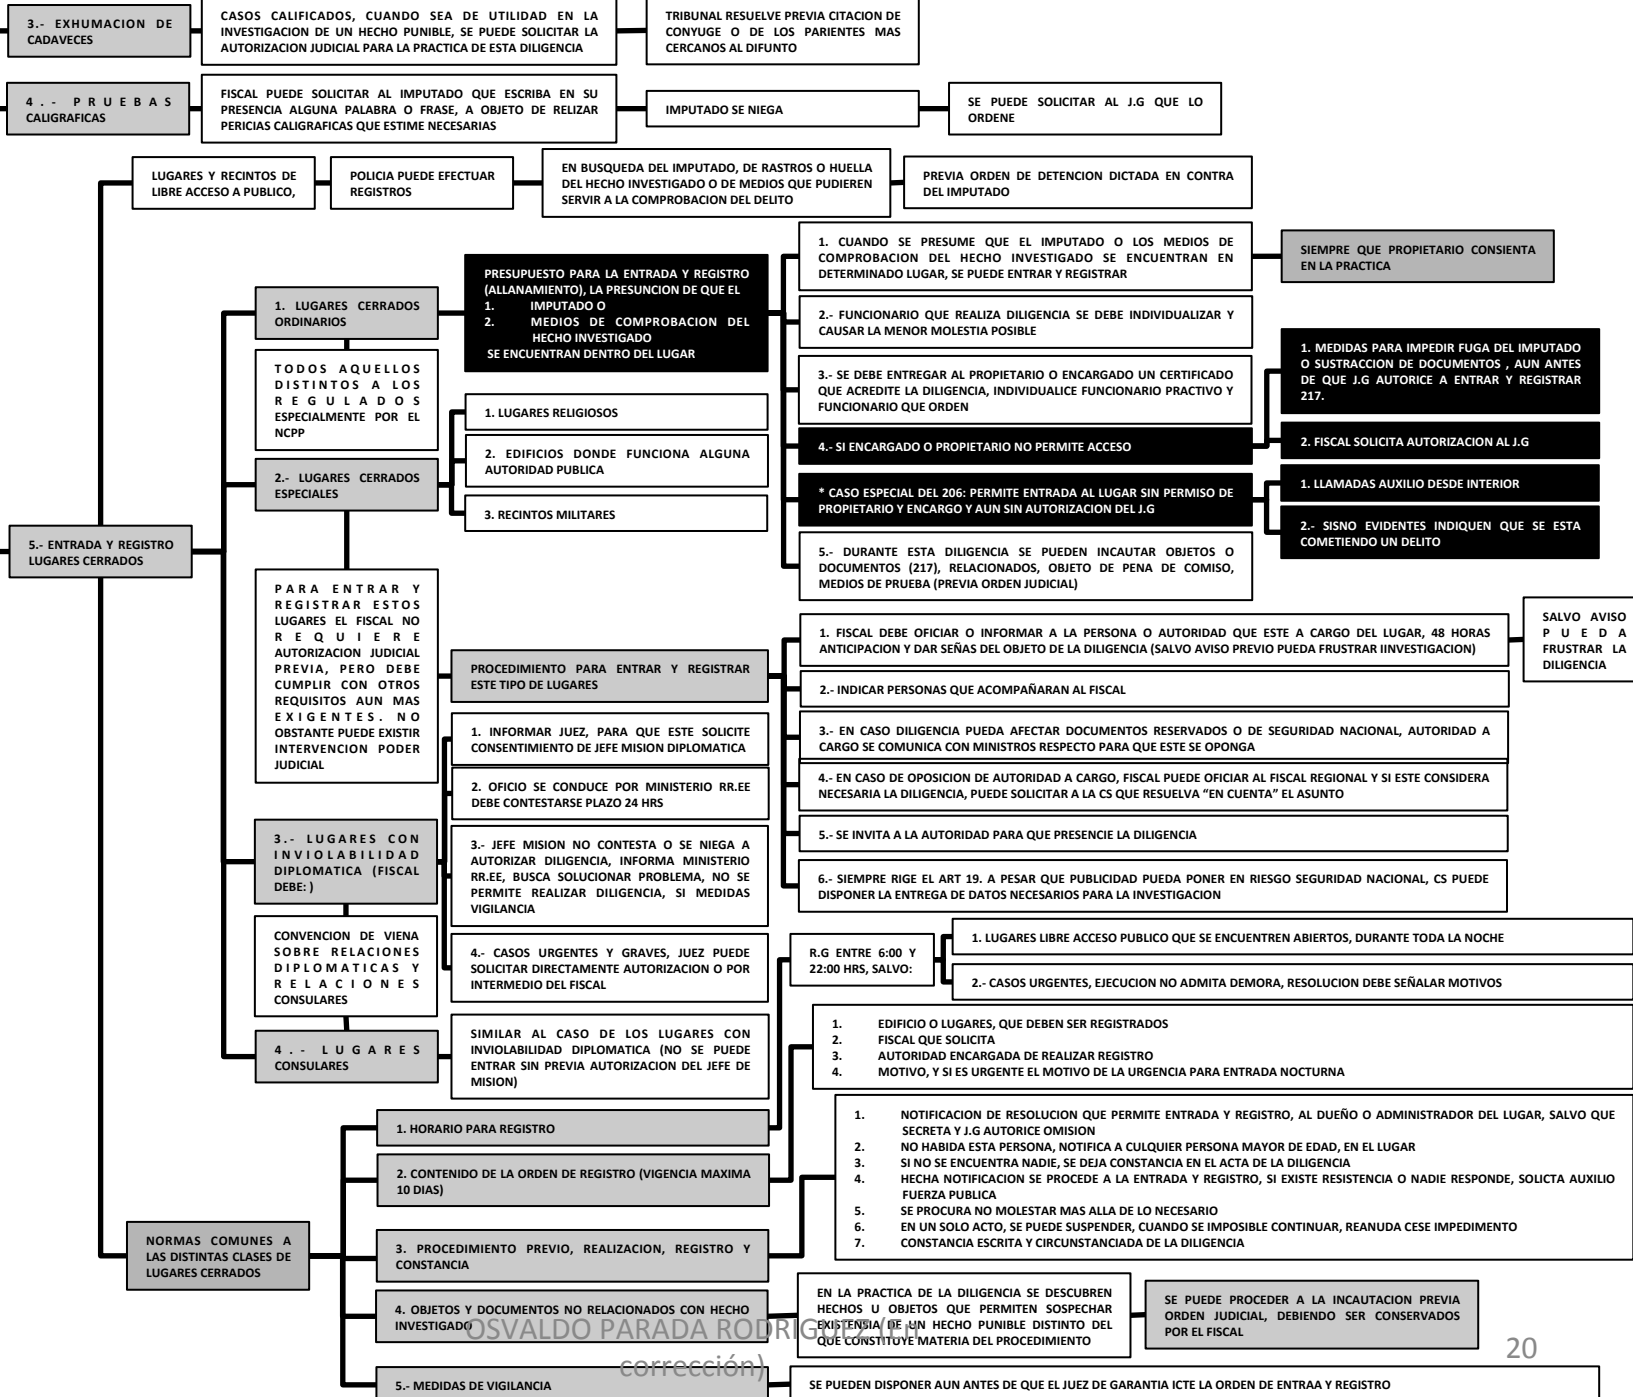 3.- EXHUMACION DE
CADAVECES
CASOS CALIFICADOS, CUANDO SEA DE UTILIDAD EN LA
INVESTIGACION DE UN HECHO PUNIBLE, SE PUEDE SOLICITAR LA
AUTORIZACION JUDICIAL PARA LA PRACTICA DE ESTA DILIGENCIA
TRIBUNAL RESUELVE PREVIA CITACION DE
CONYUGE O DE LOS PARIENTES MAS
CERCANOS AL DIFUNTO
4.- PRUEBAS
CALIGRAFICAS
FISCAL PUEDE SOLICITAR AL IMPUTADO QUE ESCRIBA EN SU
PRESENCIA ALGUNA PALABRA O FRASE, A OBJETO DE RELIZAR
PERICIAS CALIGRAFICAS QUE ESTIME NECESARIAS
IMPUTADO SE NIEGA
SE PUEDE SOLICITAR AL J.G QUE LO
ORDENE
LUGARES Y RECINTOS DE
LIBRE ACCESO A PUBLICO,
POLICIA PUEDE EFECTUAR
REGISTROS
EN BUSQUEDA DEL IMPUTADO, DE RASTROS O HUELLA
DEL HECHO INVESTIGADO O DE MEDIOS QUE PUDIEREN
SERVIR A LA COMPROBACION DEL DELITO
PREVIA ORDEN DE DETENCION DICTADA EN CONTRA
DEL IMPUTADO
5.- ENTRADA Y REGISTRO
LUGARES CERRADOS
1. LUGARES CERRADOS
ORDINARIOS
TODOS AQUELLOS
DISTINTOS A LOS
REGULADOS
ESPECIALMENTE POR EL
NCPP
PRESUPUESTO PARA LA ENTRADA Y REGISTRO
(ALLANAMIENTO), LA PRESUNCION DE QUE EL
1. IMPUTADO O
2. MEDIOS DE COMPROBACION DEL
HECHO INVESTIGADO
SE ENCUENTRAN DENTRO DEL LUGAR
1. CUANDO SE PRESUME QUE EL IMPUTADO O LOS MEDIOS DE
COMPROBACION DEL HECHO INVESTIGADO SE ENCUENTRAN EN
DETERMINADO LUGAR, SE PUEDE ENTRAR Y REGISTRAR
SIEMPRE QUE PROPIETARIO CONSIENTA
EN LA PRACTICA
2.- FUNCIONARIO QUE REALIZA DILIGENCIA SE DEBE INDIVIDUALIZAR Y
CAUSAR LA MENOR MOLESTIA POSIBLE
3.- SE DEBE ENTREGAR AL PROPIETARIO O ENCARGADO UN CERTIFICADO
QUE ACREDITE LA DILIGENCIA, INDIVIDUALICE FUNCIONARIO PRACTIVO Y
FUNCIONARIO QUE ORDEN
4.- SI ENCARGADO O PROPIETARIO NO PERMITE ACCESO
1. MEDIDAS PARA IMPEDIR FUGA DEL IMPUTADO
O SUSTRACCION DE DOCUMENTOS , AUN ANTES
DE QUE J.G AUTORICE A ENTRAR Y REGISTRAR
217.
2. FISCAL SOLICITA AUTORIZACION AL J.G
* CASO ESPECIAL DEL 206: PERMITE ENTRADA AL LUGAR SIN PERMISO DE
PROPIETARIO Y ENCARGO Y AUN SIN AUTORIZACION DEL J.G
1. LLAMADAS AUXILIO DESDE INTERIOR
2.- SISNO EVIDENTES INDIQUEN QUE SE ESTA
COMETIENDO UN DELITO
5.- DURANTE ESTA DILIGENCIA SE PUEDEN INCAUTAR OBJETOS O
DOCUMENTOS (217), RELACIONADOS, OBJETO DE PENA DE COMISO,
MEDIOS DE PRUEBA (PREVIA ORDEN JUDICIAL)
2.- LUGARES CERRADOS
ESPECIALES
1. LUGARES RELIGIOSOS
2. EDIFICIOS DONDE FUNCIONA ALGUNA
AUTORIDAD PUBLICA
3. RECINTOS MILITARES
PARA ENTRAR Y
REGISTRAR ESTOS
LUGARES EL FISCAL NO
REQUIERE
AUTORIZACION JUDICIAL
PREVIA, PERO DEBE
CUMPLIR CON OTROS
REQUISITOS AUN MAS
EXIGENTES. NO
OBSTANTE PUEDE EXISTIR
INTERVENCION PODER
JUDICIAL
PROCEDIMIENTO PARA ENTRAR Y REGISTRAR
ESTE TIPO DE LUGARES
1. FISCAL DEBE OFICIAR O INFORMAR A LA PERSONA O AUTORIDAD QUE ESTE A CARGO DEL LUGAR, 48 HORAS
ANTICIPACION Y DAR SEÑAS DEL OBJETO DE LA DILIGENCIA (SALVO AVISO PREVIO PUEDA FRUSTRAR IINVESTIGACION)
SALVO AVISO
PUEDA
FRUSTRAR LA
DILIGENCIA
2.- INDICAR PERSONAS QUE ACOMPAÑARAN AL FISCAL
3.- EN CASO DILIGENCIA PUEDA AFECTAR DOCUMENTOS RESERVADOS O DE SEGURIDAD NACIONAL, AUTORIDAD A
CARGO SE COMUNICA CON MINISTROS RESPECTO PARA QUE ESTE SE OPONGA
4.- EN CASO DE OPOSICION DE AUTORIDAD A CARGO, FISCAL PUEDE OFICIAR AL FISCAL REGIONAL Y SI ESTE CONSIDERA
NECESARIA LA DILIGENCIA, PUEDE SOLICITAR A LA CS QUE RESUELVA “EN CUENTA” EL ASUNTO
5.- SE INVITA A LA AUTORIDAD PARA QUE PRESENCIE LA DILIGENCIA
6.- SIEMPRE RIGE EL ART 19. A PESAR QUE PUBLICIDAD PUEDA PONER EN RIESGO SEGURIDAD NACIONAL, CS PUEDE
DISPONER LA ENTREGA DE DATOS NECESARIOS PARA LA INVESTIGACION
3.- LUGARES CON
INVIOLABILIDAD
DIPLOMATICA (FISCAL
DEBE: )
1. INFORMAR JUEZ, PARA QUE ESTE SOLICITE
CONSENTIMIENTO DE JEFE MISION DIPLOMATICA
2. OFICIO SE CONDUCE POR MINISTERIO RR.EE
DEBE CONTESTARSE PLAZO 24 HRS
3.- JEFE MISION NO CONTESTA O SE NIEGA A
AUTORIZAR DILIGENCIA, INFORMA MINISTERIO
RR.EE, BUSCA SOLUCIONAR PROBLEMA, NO SE
PERMITE REALIZAR DILIGENCIA, SI MEDIDAS
VIGILANCIA
4.- CASOS URGENTES Y GRAVES, JUEZ PUEDE
SOLICITAR DIRECTAMENTE AUTORIZACION O POR
INTERMEDIO DEL FISCAL
CONVENCION DE VIENA
SOBRE RELACIONES
DIPLOMATICAS Y
RELACIONES
CONSULARES
4.- LUGARES
CONSULARES
SIMILAR AL CASO DE LOS LUGARES CON
INVIOLABILIDAD DIPLOMATICA (NO SE PUEDE
ENTRAR SIN PREVIA AUTORIZACION DEL JEFE DE
MISION)
NORMAS COMUNES A
LAS DISTINTAS CLASES DE
LUGARES CERRADOS
1. HORARIO PARA REGISTRO
R.G ENTRE 6:00 Y
22:00 HRS, SALVO:
1. LUGARES LIBRE ACCESO PUBLICO QUE SE ENCUENTREN ABIERTOS, DURANTE TODA LA NOCHE
2.- CASOS URGENTES, EJECUCION NO ADMITA DEMORA, RESOLUCION DEBE SEÑALAR MOTIVOS
2. CONTENIDO DE LA ORDEN DE REGISTRO (VIGENCIA MAXIMA
10 DIAS)
1. EDIFICIO O LUGARES, QUE DEBEN SER REGISTRADOS
2. FISCAL QUE SOLICITA
3. AUTORIDAD ENCARGADA DE REALIZAR REGISTRO
4. MOTIVO, Y SI ES URGENTE EL MOTIVO DE LA URGENCIA PARA ENTRADA NOCTURNA
3. PROCEDIMIENTO PREVIO, REALIZACION, REGISTRO Y
CONSTANCIA
1. NOTIFICACION DE RESOLUCION QUE PERMITE ENTRADA Y REGISTRO, AL DUEÑO O ADMINISTRADOR DEL LUGAR, SALVO QUE
SECRETA Y J.G AUTORICE OMISION
2. NO HABIDA ESTA PERSONA, NOTIFICA A CULQUIER PERSONA MAYOR DE EDAD, EN EL LUGAR
3. SI NO SE ENCUENTRA NADIE, SE DEJA CONSTANCIA EN EL ACTA DE LA DILIGENCIA
4. HECHA NOTIFICACION SE PROCEDE A LA ENTRADA Y REGISTRO, SI EXISTE RESISTENCIA O NADIE RESPONDE, SOLICTA AUXILIO
FUERZA PUBLICA
5. SE PROCURA NO MOLESTAR MAS ALLA DE LO NECESARIO
6. EN UN SOLO ACTO, SE PUEDE SUSPENDER, CUANDO SE IMPOSIBLE CONTINUAR, REANUDA CESE IMPEDIMENTO
7. CONSTANCIA ESCRITA Y CIRCUNSTANCIADA DE LA DILIGENCIA
4. OBJETOS Y DOCUMENTOS NO RELACIONADOS CON HECHO
INVESTIGADO
EN LA PRACTICA DE LA DILIGENCIA SE DESCUBREN
HECHOS U OBJETOS QUE PERMITEN SOSPECHAR
EXISTENSIA DE UN HECHO PUNIBLE DISTINTO DEL
QUE CONSTITUYE MATERIA DEL PROCEDIMIENTO
SE PUEDE PROCEDER A LA INCAUTACION PREVIA
ORDEN JUDICIAL, DEBIENDO SER CONSERVADOS
POR EL FISCAL
OSVALDO PARADA RODRIGUEZ (En
corrección)
20
5.- MEDIDAS DE VIGILANCIA
SE PUEDEN DISPONER AUN ANTES DE QUE EL JUEZ DE GARANTIA ICTE LA ORDEN DE ENTRAA Y REGISTRO